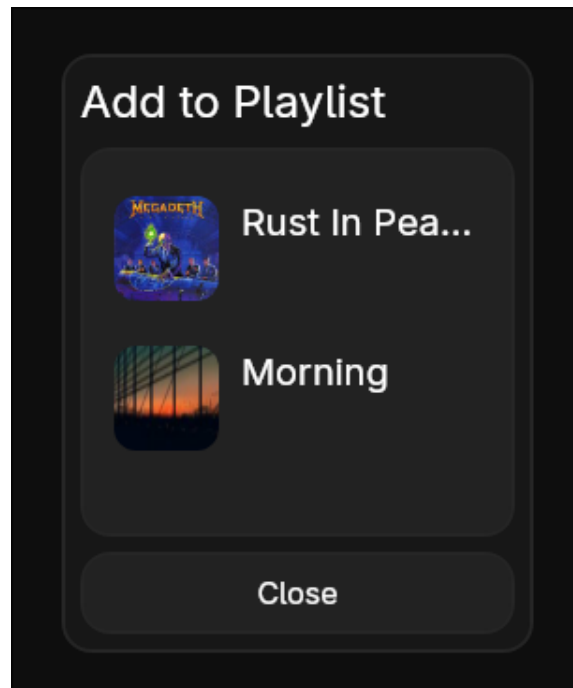 Add to Playlist
MEGADETH
Rust In Pea...
Morning
Close